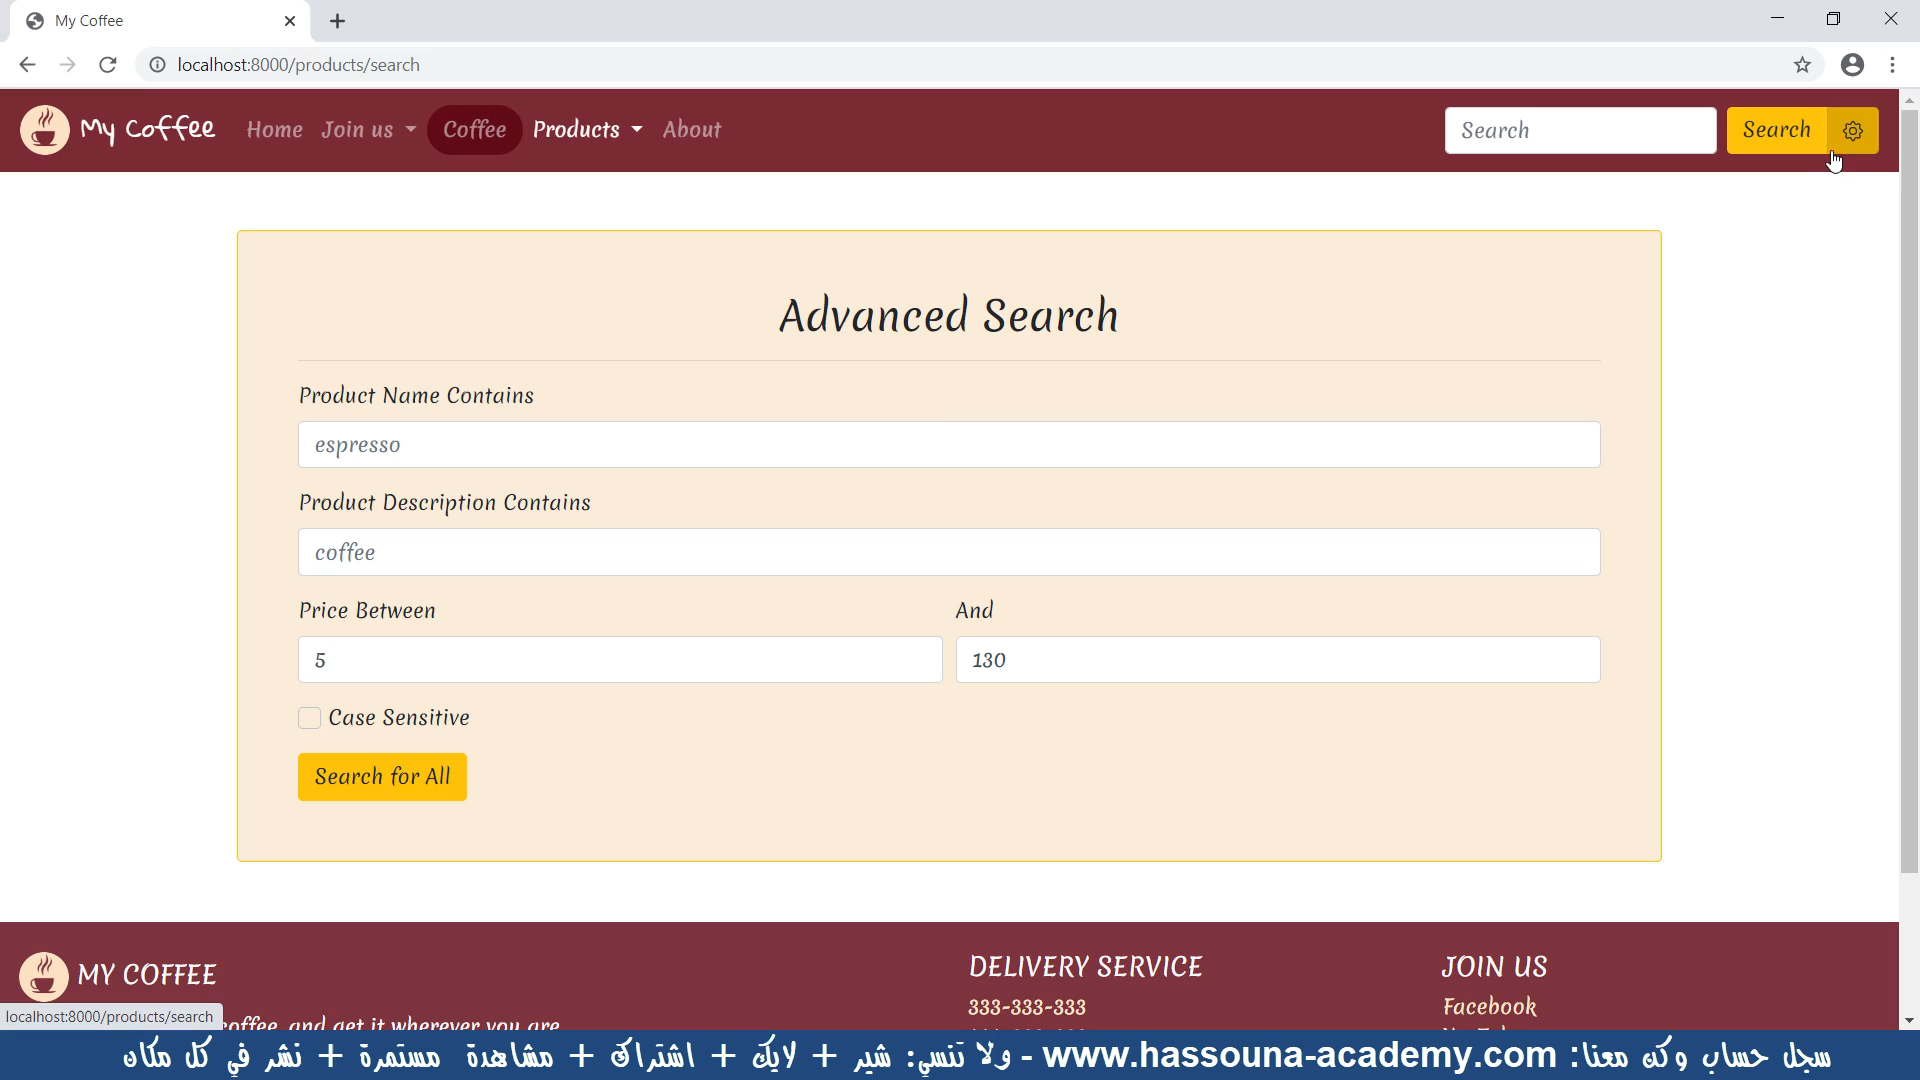 My Coffee
localhost:8000/products/search
My Coffee Home Join us Coffee Products About Search Search
Advanced Search
Product Name Contains
espresso
Product Description Contains
coffee
Price Between And
5 130
Case Sensitive
Search for All
MY COFFEE DELIVERY SERVICE JOIN US
333-333-333 Facebook
localhost:8000/products/search coffee, and get it wherever you are
سجل حساب وكن معنا: www.hassouna-academy.com - ولا تنسي: شير + لايك + اشتراك + مشاهدة مستمرة + نشر في كل مكان